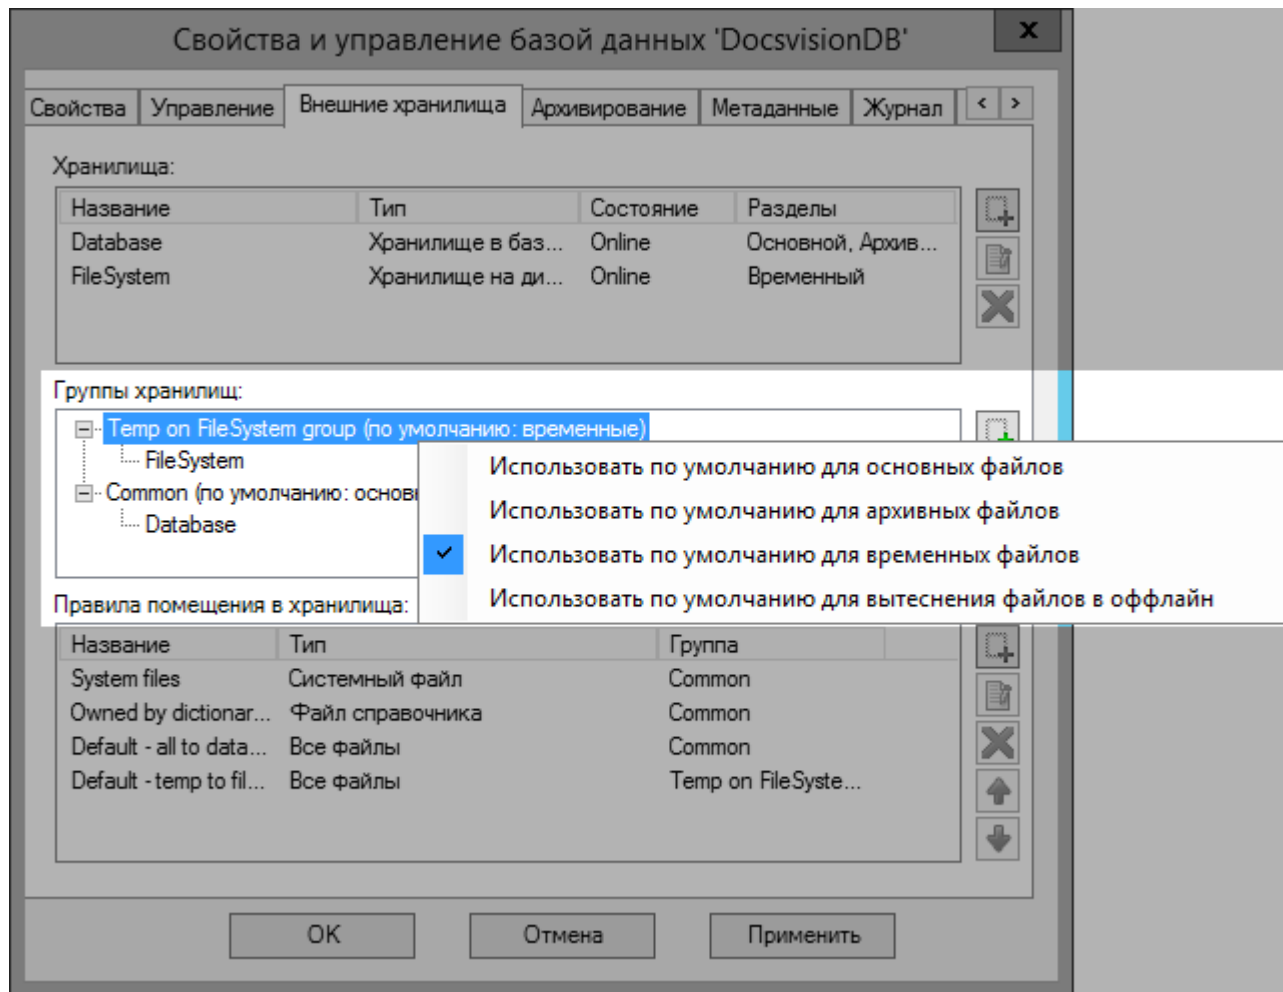 Свойства и управление базой данных 'DocsvisionDB'
x
Свойства Управление Внешние хранилища Архивирование Метаданные Журнал < >
Хранилища:
Название Тип Состояние Разделы
Database Хранилище в баз... Online Основной, Архив...
FileSystem Хранилище на ди... Online Временный
Группы хранилищ:
Temp on FileSystem group (по умолчанию: временные)
FileSystem
Common (по умолчанию:
Database
Использовать по умолчанию для основных файлов
Использовать по умолчанию для архивных файлов
Использовать по умолчанию для временных файлов
Использовать по умолчанию для вытеснения файлов в оффлайн
Правила помещения в хранилища:
Название Тип Группа
System files Системный файл Common
Owned by dictionar... Файл справочника Common
Default - all to data... Все файлы Common
Default - temp to fil... Все файлы Temp on FileSyste...
OK Отмена Применить